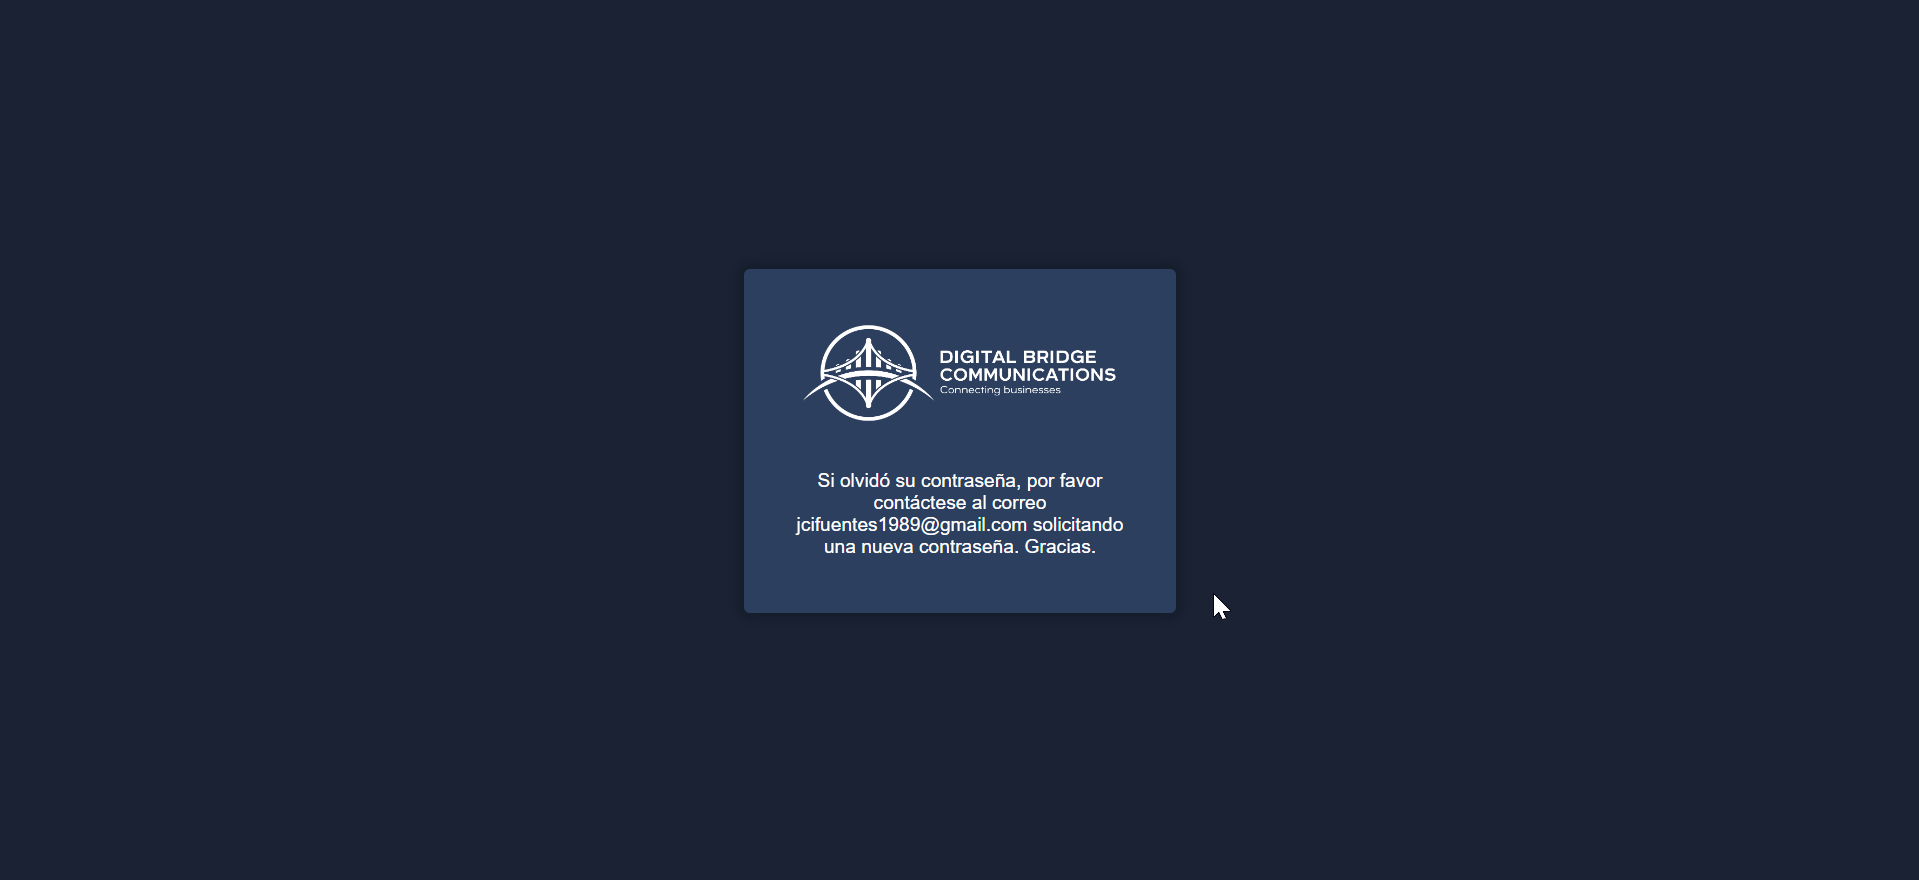 DIGITAL BRIDGE
COMMUNICATIONS
Connecting businesses
Si olvidó su contraseña, por favor
contáctese al correo
jcifuentes1989@gmail.com solicitando
una nueva contraseña. Gracias.